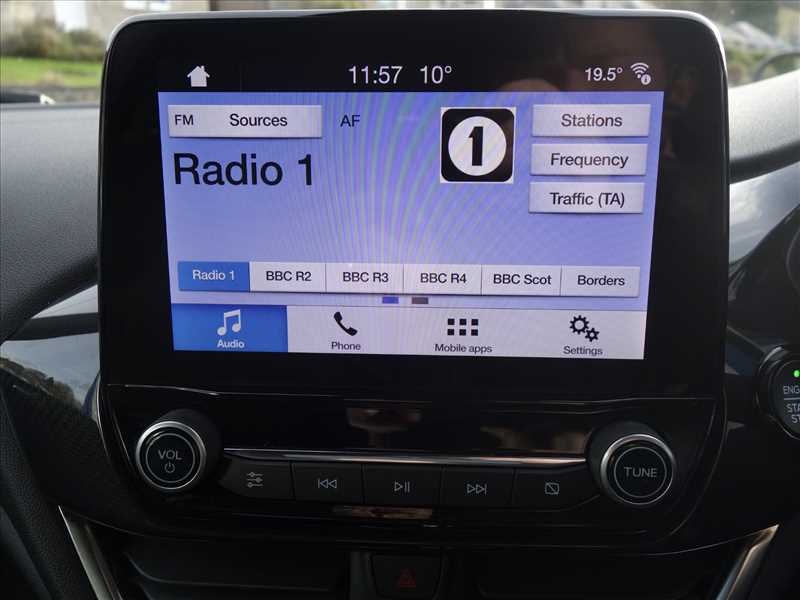 11:57 10° 19.5°
FM Sources AF 1 Stations
Radio 1 Frequency
Traffic (TA)
Radio 1 BBC R2 BBC R3 BBC R4 BBC Scot Borders
Audio Phone Mobile apps Settings
VOL TUNE